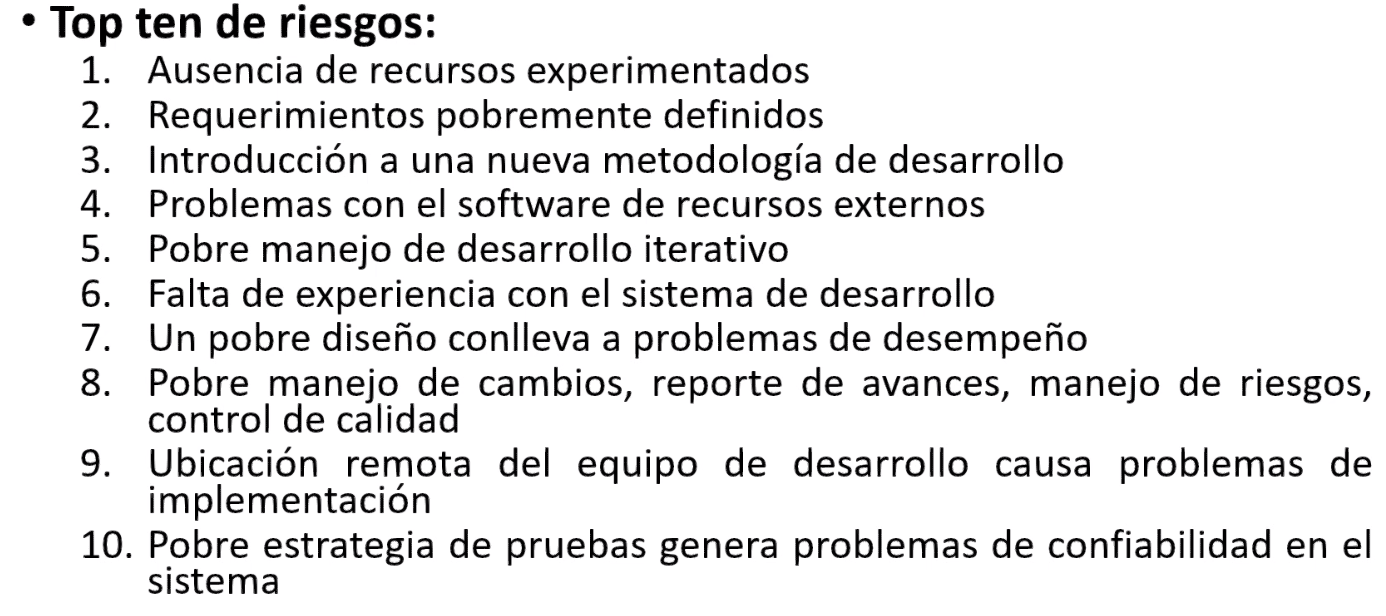 • Top ten de riesgos:
1. Ausencia de recursos experimentados
2. Requerimientos pobremente definidos
3. Introducción a una nueva metodología de desarrollo
4. Problemas con el software de recursos externos
5. Pobre manejo de desarrollo iterativo
6. Falta de experiencia con el sistema de desarrollo
7. Un pobre diseño conlleva a problemas de desempeño
8. Pobre manejo de cambios, reporte de avances, manejo de riesgos,
control de calidad
9. Ubicación remota del equipo de desarrollo causa problemas de
implementación
10. Pobre estrategia de pruebas genera problemas de confiabilidad en el
sistema